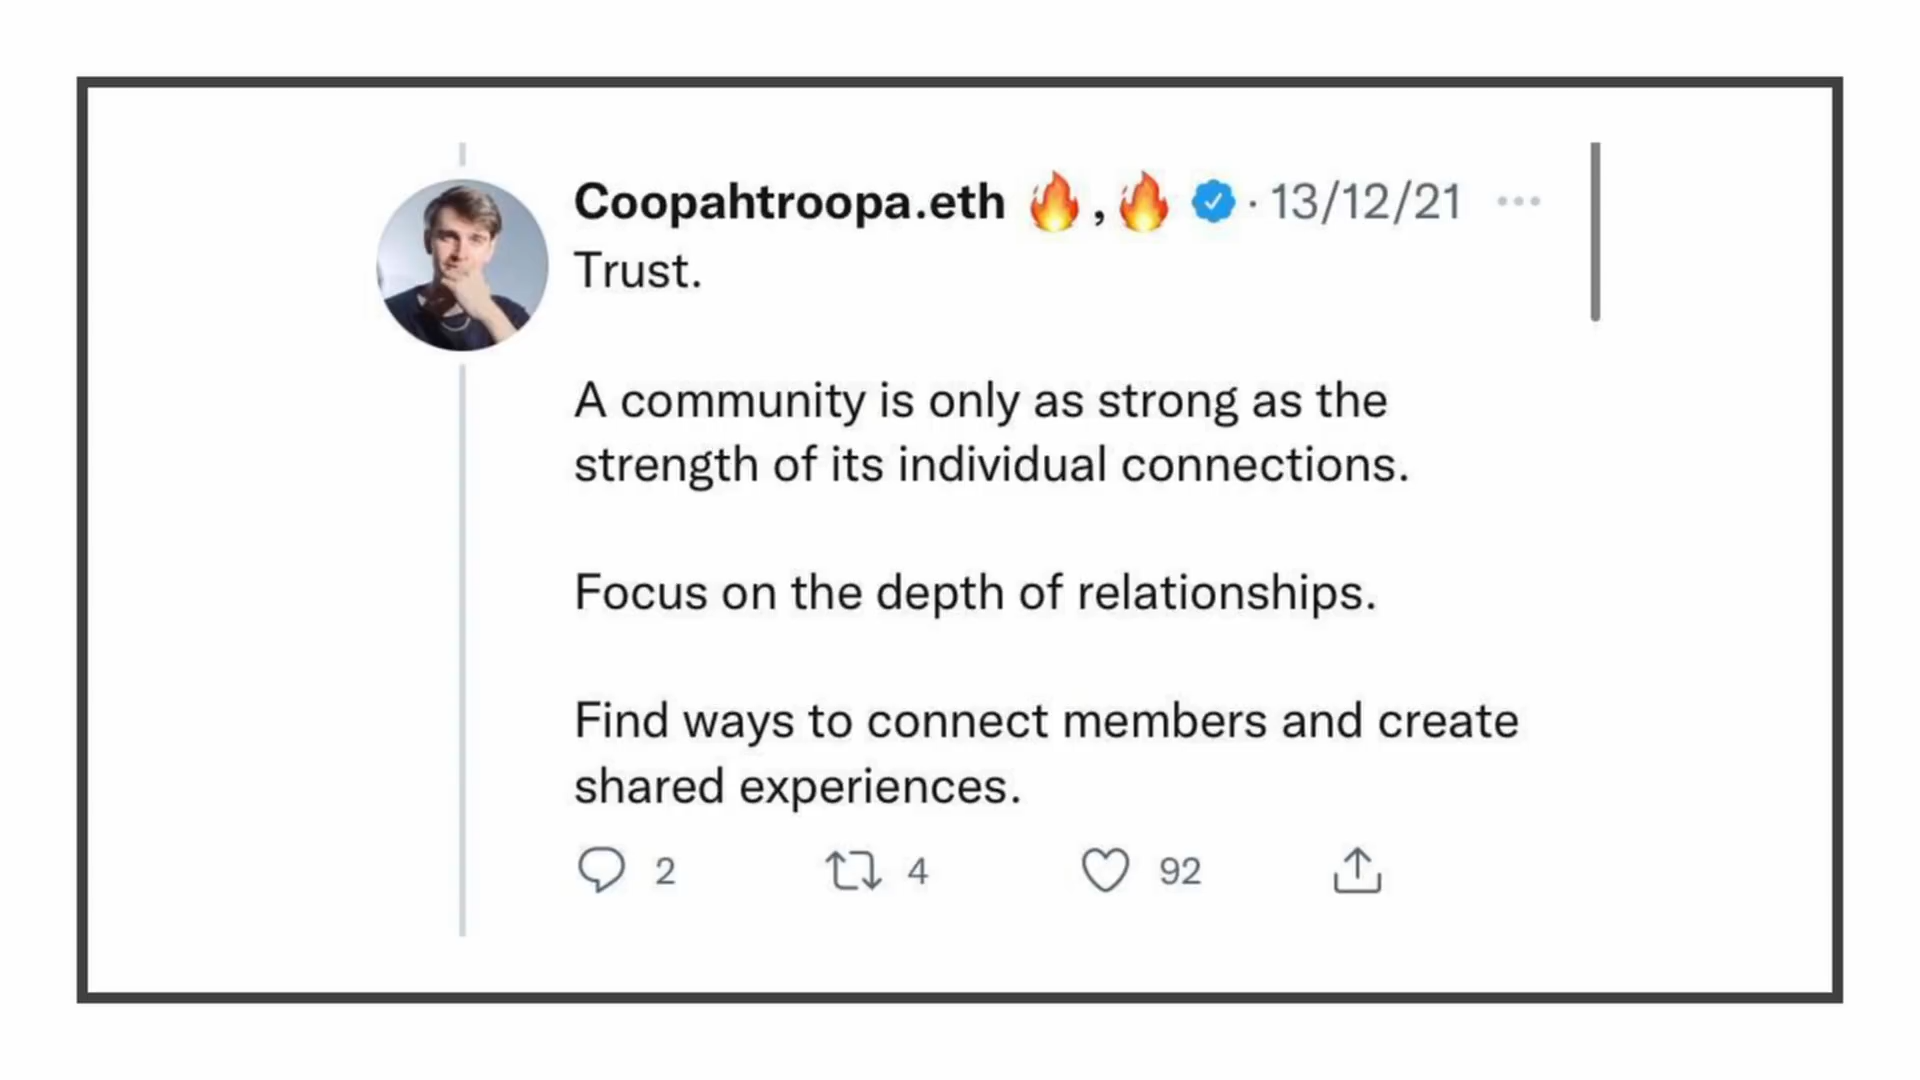 Coopahtroopa.eth 🔥,🔥 · 13/12/21 ···
Trust.
A community is only as strong as the
strength of its individual connections.
Focus on the depth of relationships.
Find ways to connect members and create
shared experiences.
2 4 92